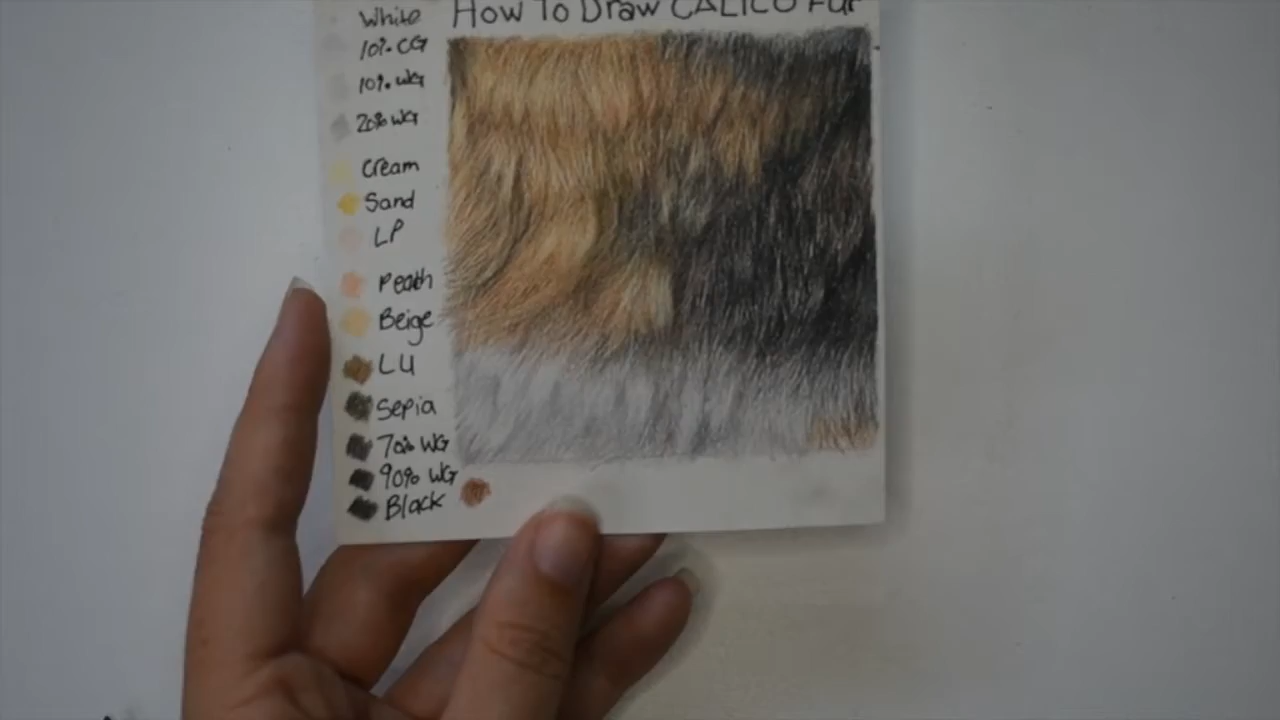 How To Draw CALICO Fur
White
10% CG
10% WG
20% WG
Cream
Sand
LP
Peach
Beige
LU
Sepia
70% WG
90% WG
Black